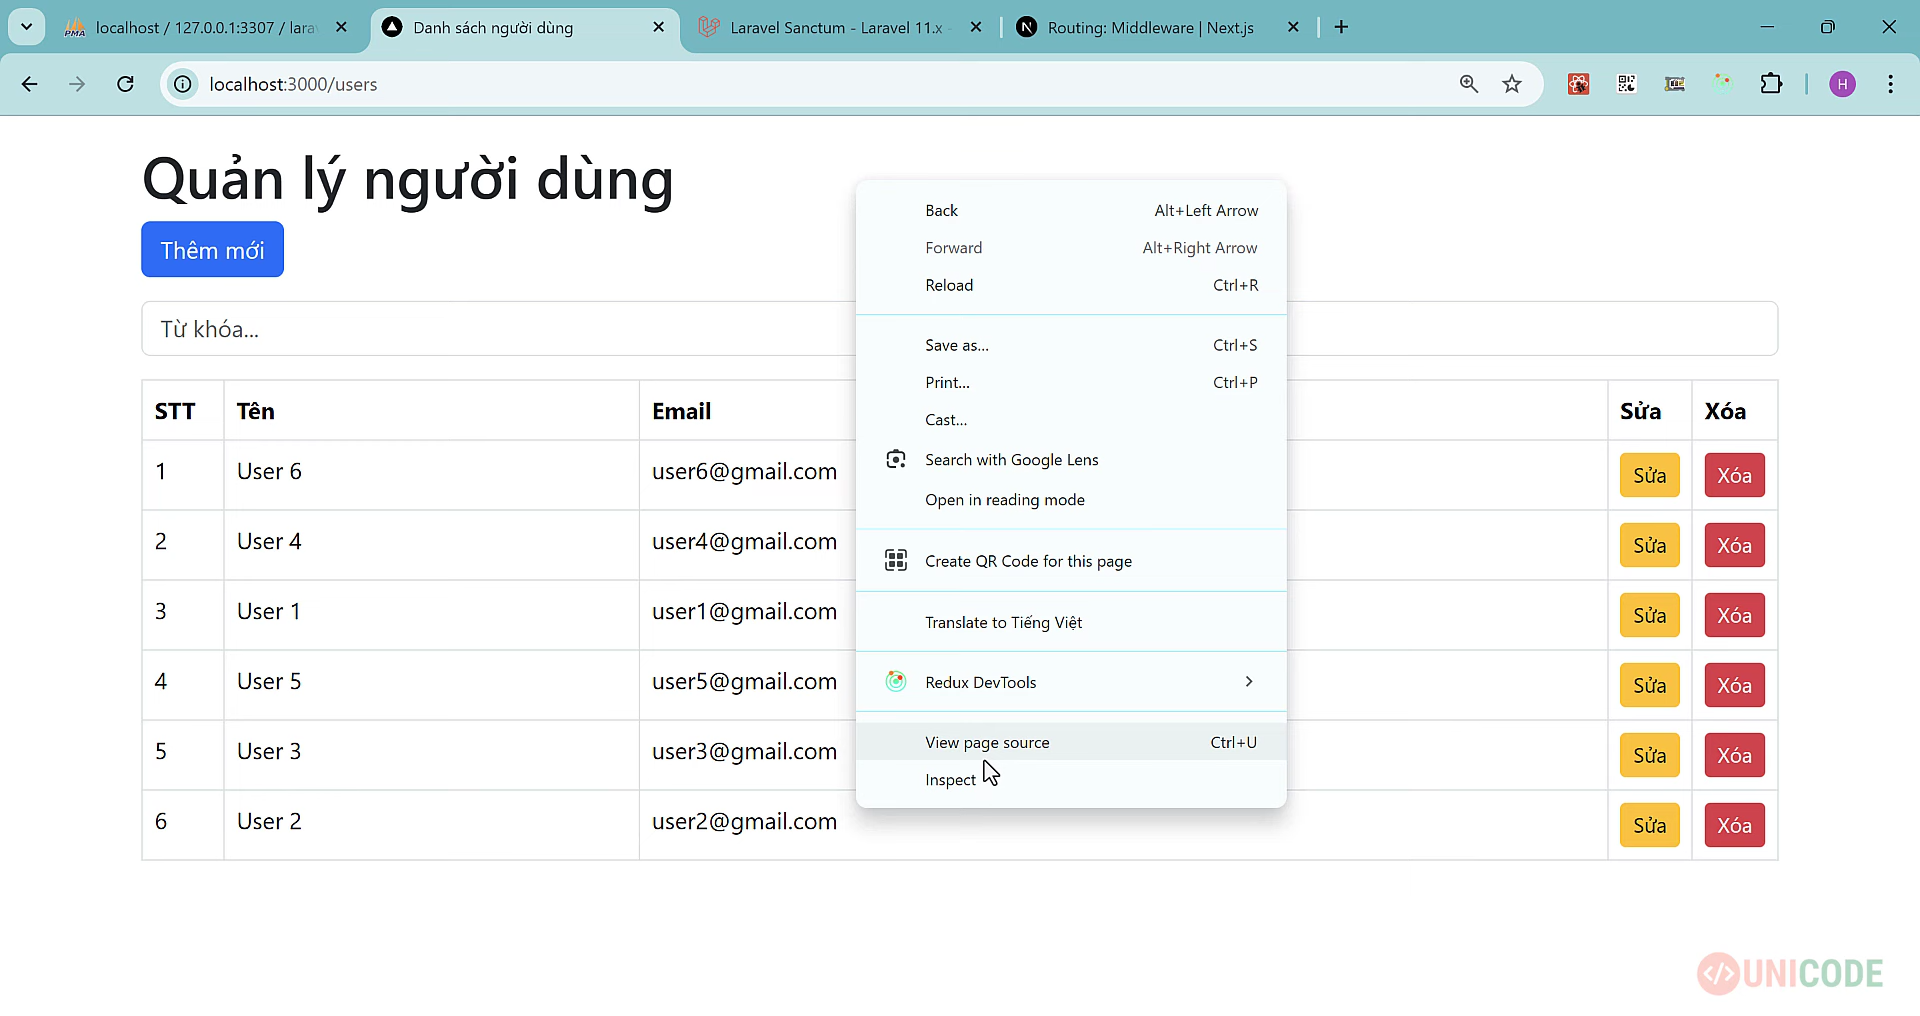 localhost / 127.0.0.1:3307 / lara
Danh sách người dùng
Laravel Sanctum - Laravel 11.x -
Routing: Middleware | Next.js
localhost:3000/users
H
Quản lý người dùng
Thêm mới
Từ khóa...
STT Tên Email Sửa Xóa
1 User 6 user6@gmail.com Sửa Xóa
2 User 4 user4@gmail.com Sửa Xóa
3 User 1 user1@gmail.com Sửa Xóa
4 User 5 user5@gmail.com Sửa Xóa
5 User 3 user3@gmail.com Sửa Xóa
6 User 2 user2@gmail.com Sửa Xóa
Back Alt+Left Arrow
Forward Alt+Right Arrow
Reload Ctrl+R
Save as... Ctrl+S
Print... Ctrl+P
Cast...
Search with Google Lens
Open in reading mode
Create QR Code for this page
Translate to Tiếng Việt
Redux DevTools
View page source Ctrl+U
Inspect
UNICODE